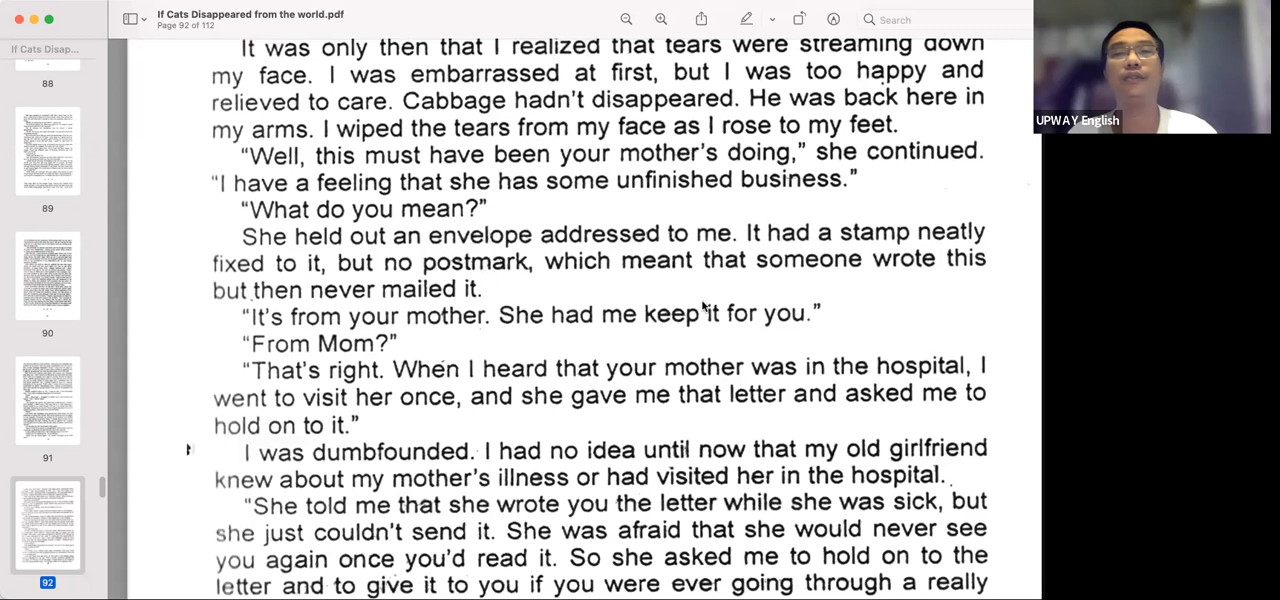 If Cats Disappeared from the world.pdf
Page 92 of 112
Search
If Cats Disap...
88
89
90
91
92
UPWAY English
It was only then that I realized that tears were streaming down
my face. I was embarrassed at first, but I was too happy and
relieved to care. Cabbage hadn't disappeared. He was back here in
my arms. I wiped the tears from my face as I rose to my feet.
“Well, this must have been your mother's doing,” she continued.
“I have a feeling that she has some unfinished business.”
“What do you mean?”
She held out an envelope addressed to me. It had a stamp neatly
fixed to it, but no postmark, which meant that someone wrote this
but then never mailed it.
“It's from your mother. She had me keep it for you.”
“From Mom?”
“That's right. When I heard that your mother was in the hospital, I
went to visit her once, and she gave me that letter and asked me to
hold on to it.”
I was dumbfounded. I had no idea until now that my old girlfriend
knew about my mother's illness or had visited her in the hospital.
“She told me that she wrote you the letter while she was sick, but
she just couldn't send it. She was afraid that she would never see
you again once you'd read it. So she asked me to hold on to the
letter and to give it to you if you were ever going through a really